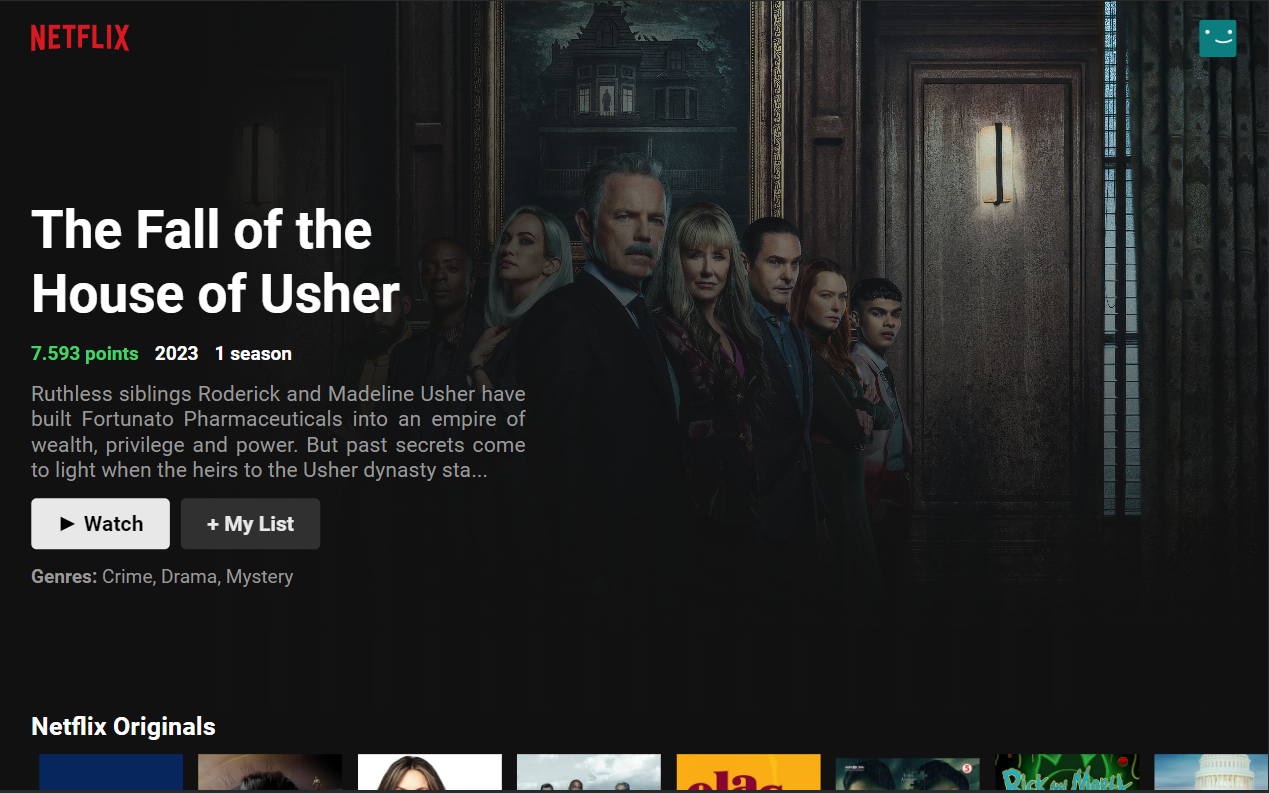 NETFLIX
The Fall of the
House of Usher
7.593 points 2023 1 season
Ruthless siblings Roderick and Madeline Usher have
built Fortunato Pharmaceuticals into an empire of
wealth, privilege and power. But past secrets come
to light when the heirs to the Usher dynasty sta...
▶ Watch + My List
Genres: Crime, Drama, Mystery
Netflix Originals
Rick and Morty